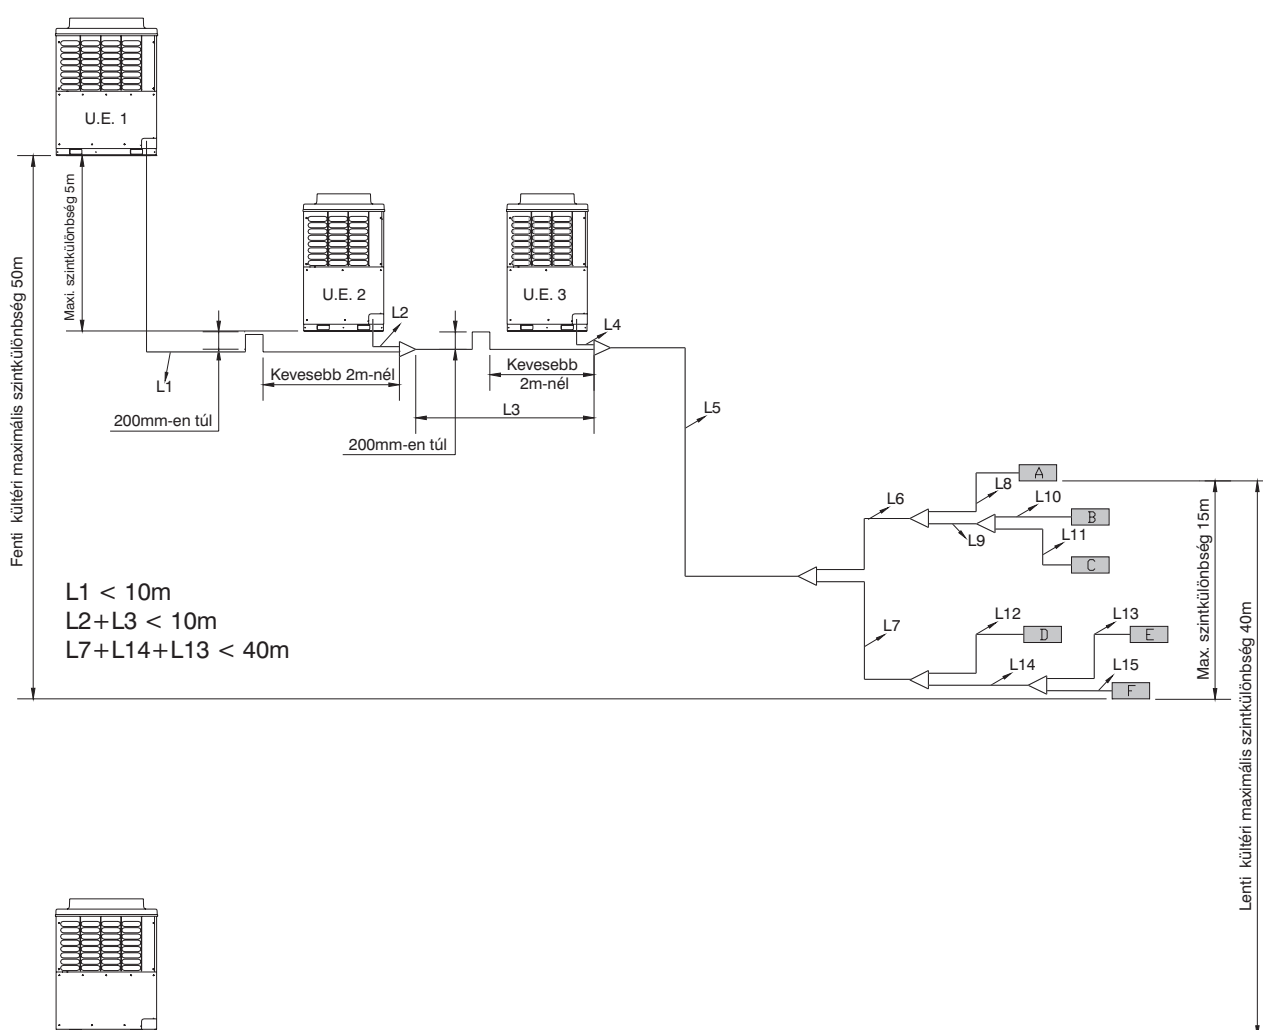 U.E. 1
Maxi. szintkülönbség 5m
Fenti kültéri maximális szintkülönbség 50m
U.E. 2
U.E. 3
L2
L4
L1
Kevesebb 2m-nél
Kevesebb
2m-nél
L3
200mm-en túl
200mm-en túl
L5
A
L8
L6
L10
B
L9
L11
C
Max. szintkülönbség 15m
Lenti kültéri maximális szintkülönbség 40m
L1 < 10m
L2+L3 < 10m
L7+L14+L13 < 40m
L7
L12
D
L13
E
L14
L15
F